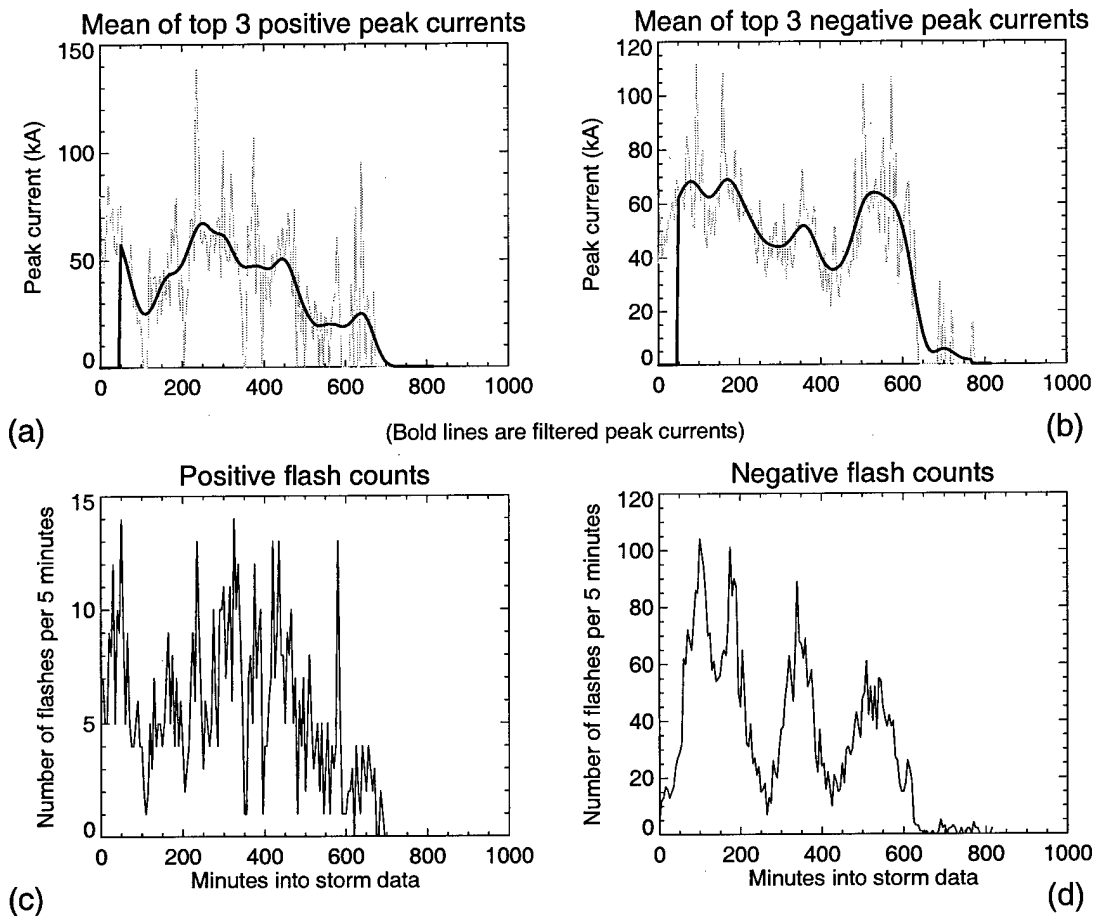 Mean of top 3 positive peak currents
Peak current (kA)
150
100
50
0
0 200 400 600 800 1000
(a)
Mean of top 3 negative peak currents
Peak current (kA)
120
100
80
60
40
20
0
0 200 400 600 800 1000
(b)
(Bold lines are filtered peak currents)
Positive flash counts
Number of flashes per 5 minutes
15
10
5
0
0 200 400 600 800 1000
Minutes into storm data
(c)
Negative flash counts
Number of flashes per 5 minutes
120
100
80
60
40
20
0
0 200 400 600 800 1000
Minutes into storm data
(d)